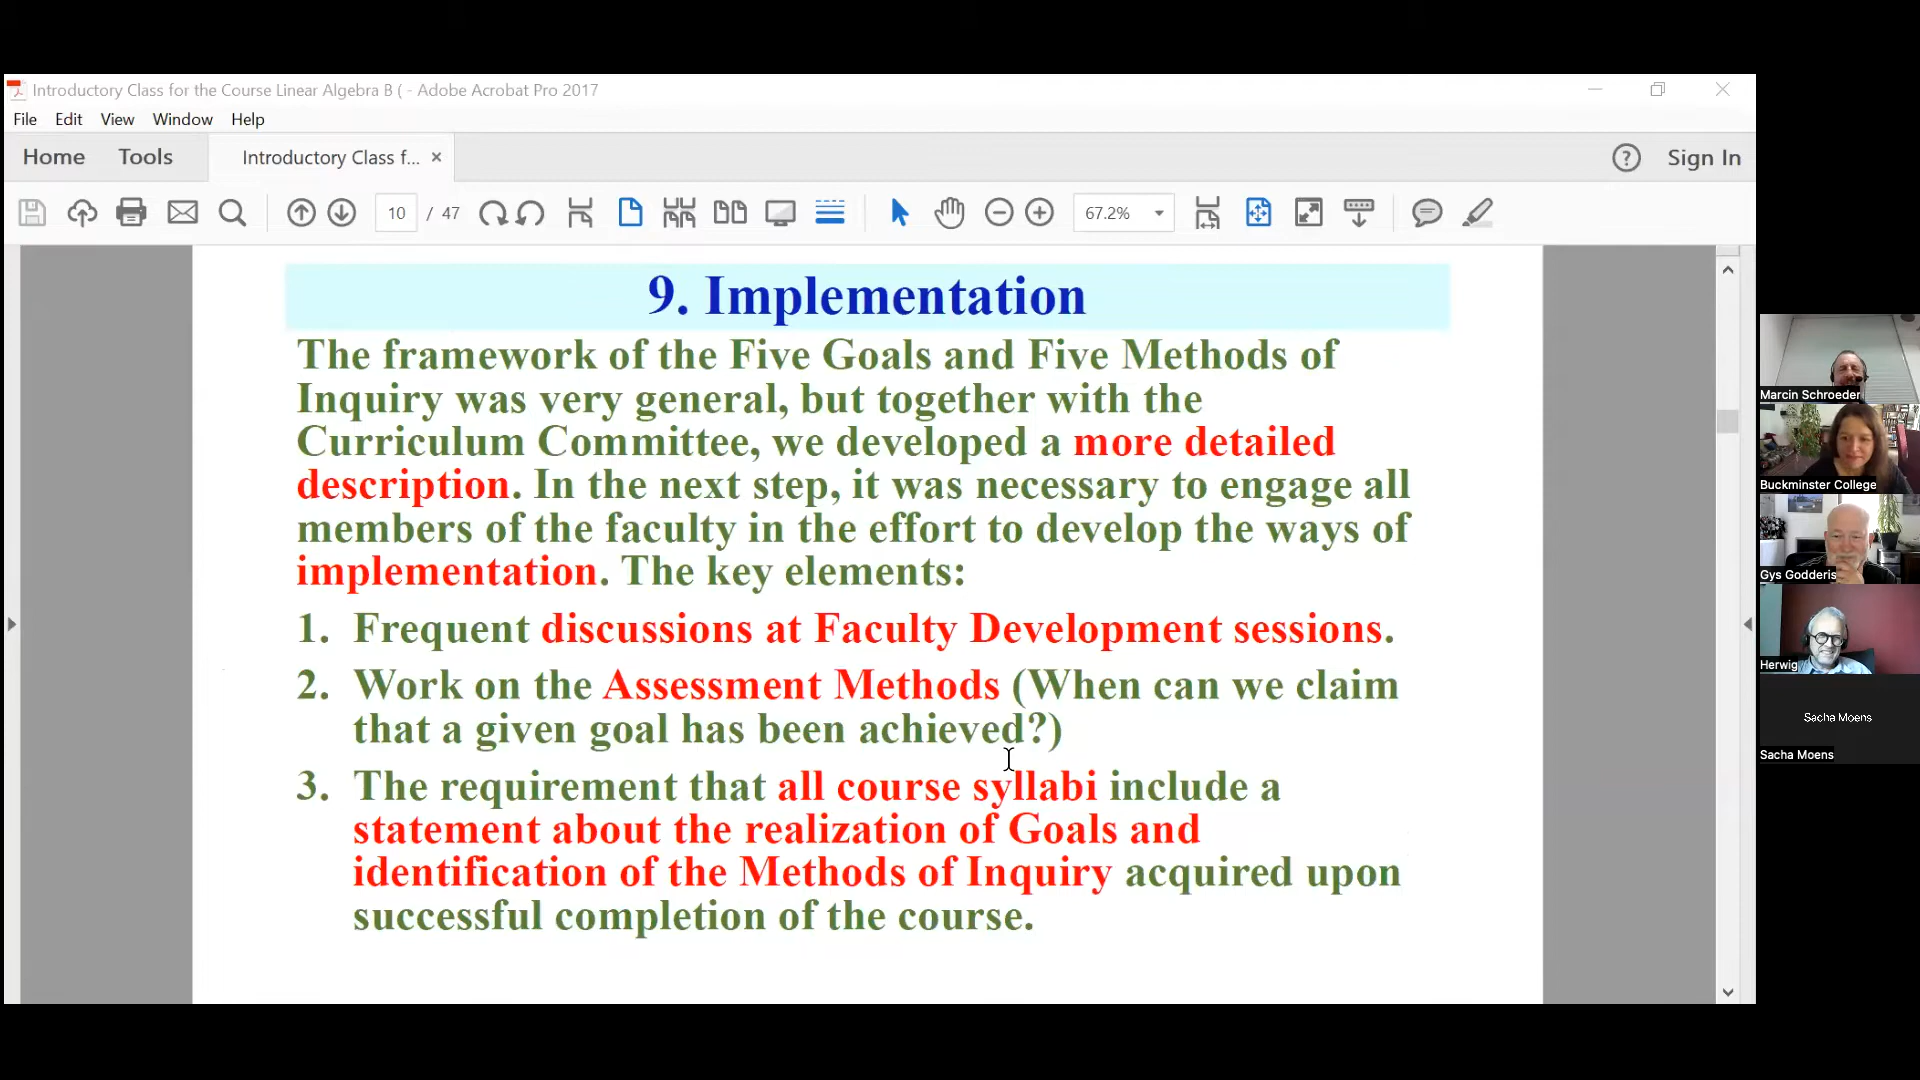 Introductory Class for the Course Linear Algebra B ( - Adobe Acrobat Pro 2017
File Edit View Window Help
Home Tools Introductory Class f... × ? Sign In
10 / 47 67.2%
9. Implementation
The framework of the Five Goals and Five Methods of
Inquiry was very general, but together with the
Curriculum Committee, we developed a more detailed
description. In the next step, it was necessary to engage all
members of the faculty in the effort to develop the ways of
implementation. The key elements:
1. Frequent discussions at Faculty Development sessions.
2. Work on the Assessment Methods (When can we claim
that a given goal has been achieved?)
3. The requirement that all course syllabi include a
statement about the realization of Goals and
identification of the Methods of Inquiry acquired upon
successful completion of the course.
Marcin Schroeder
Buckminster College
Gys Godderis
Herwig
Sacha Moens
Sacha Moens